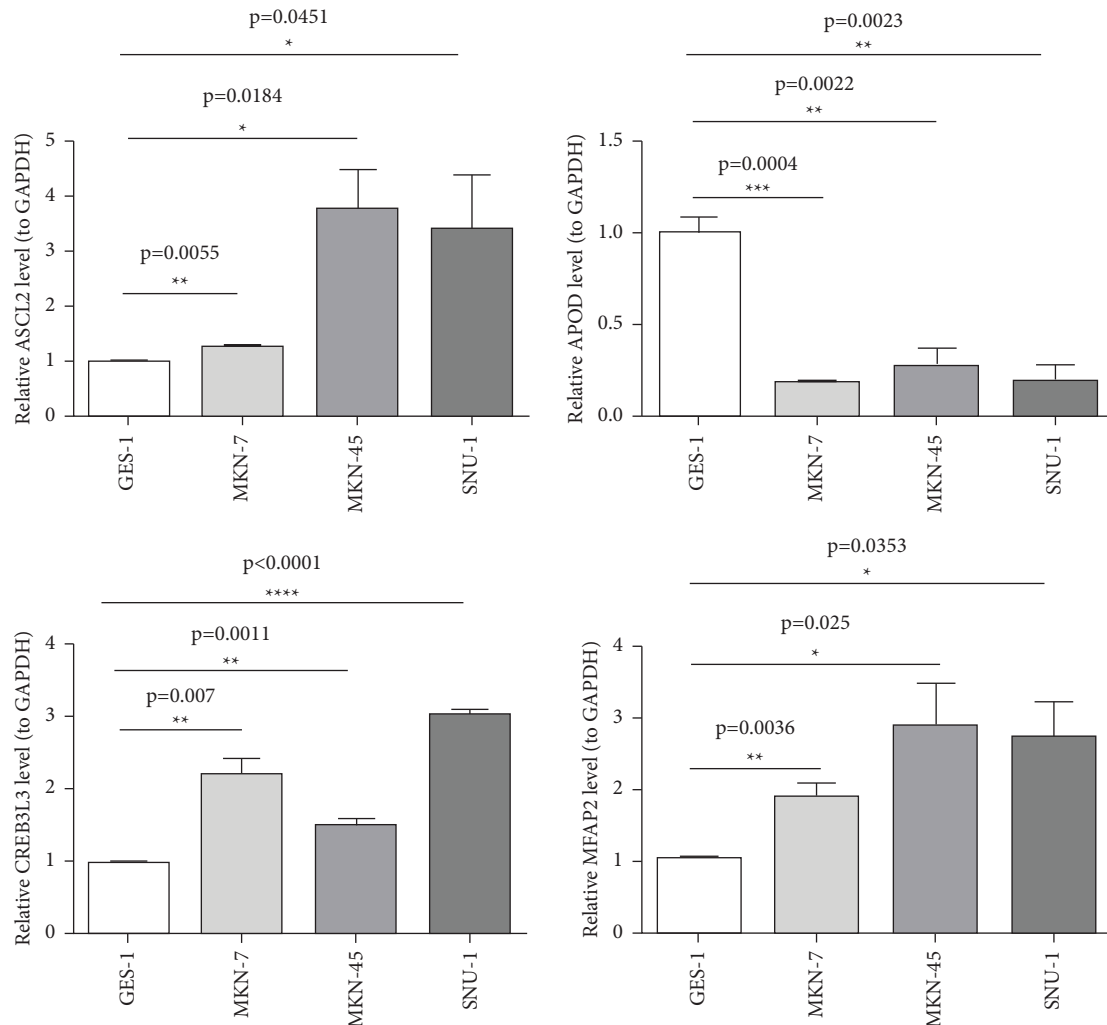 p=0.0451
*
p=0.0184
*
p=0.0055
**
Relative ASCL2 level (to GAPDH)
5
4
3
2
1
0
GES-1
MKN-7
MKN-45
SNU-1
p=0.0023
**
p=0.0022
**
p=0.0004
***
Relative APOD level (to GAPDH)
1.5
1.0
0.5
0.0
GES-1
MKN-7
MKN-45
SNU-1
p<0.0001
****
p=0.0011
**
p=0.007
**
Relative CREB3L3 level (to GAPDH)
4
3
2
1
0
GES-1
MKN-7
MKN-45
SNU-1
p=0.0353
*
p=0.025
*
p=0.0036
**
Relative MFAP2 level (to GAPDH)
4
3
2
1
0
GES-1
MKN-7
MKN-45
SNU-1